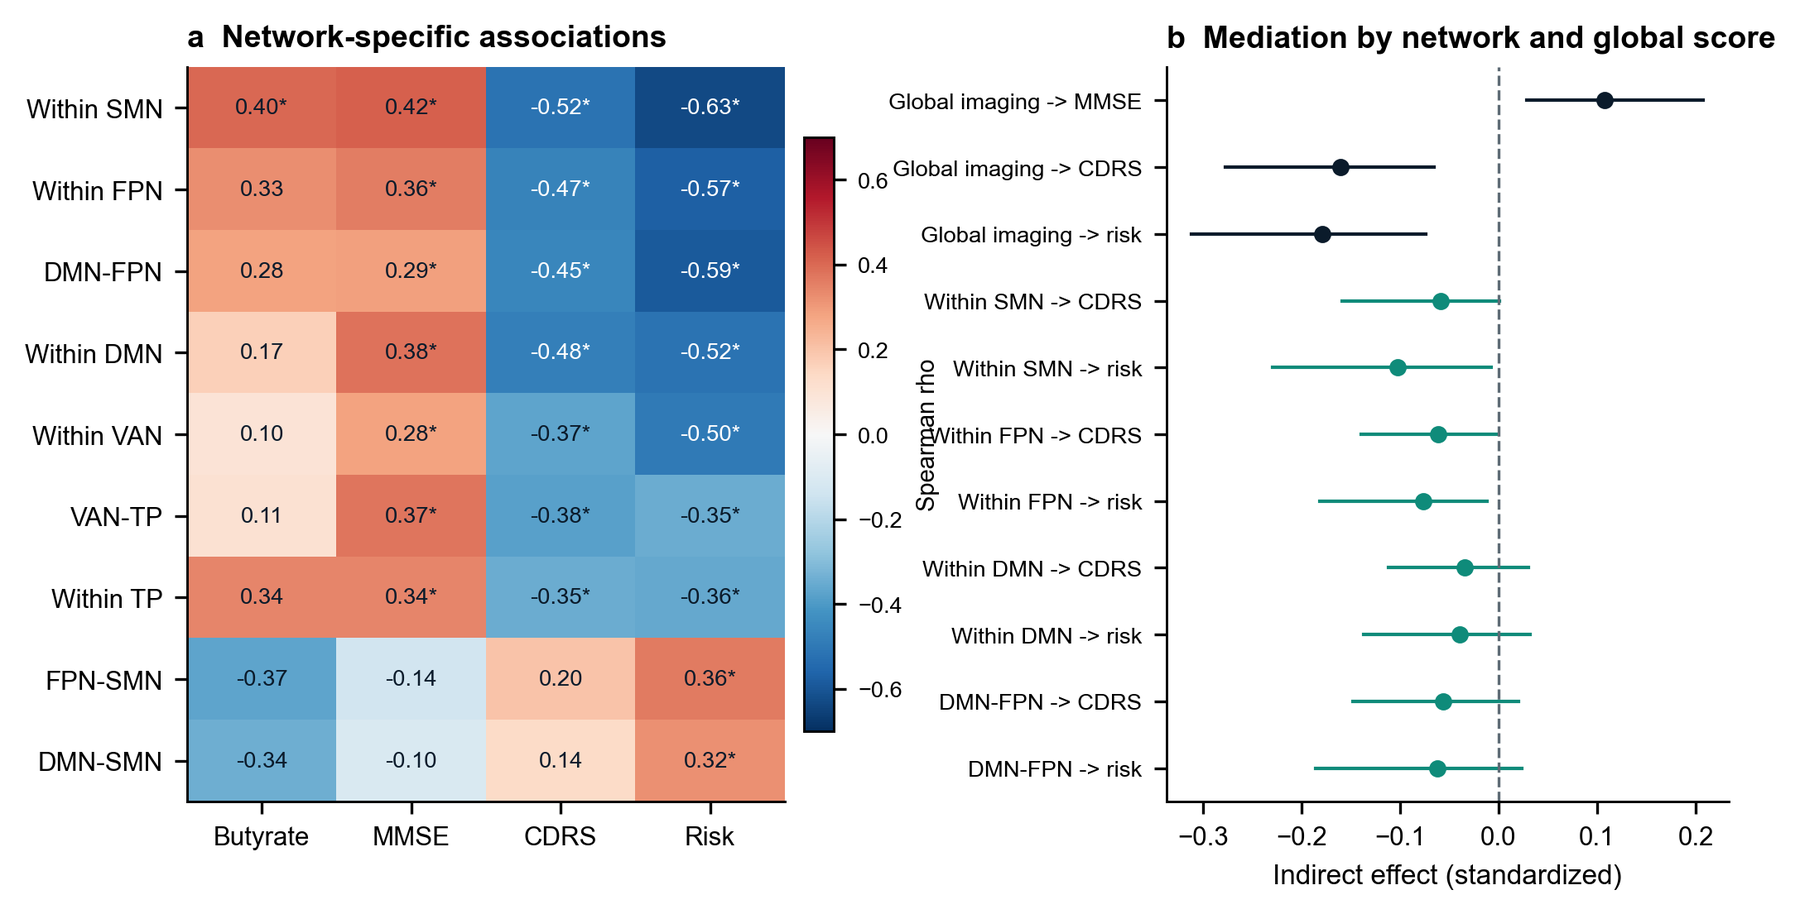 a Network-specific associations
Within SMN 0.40* 0.42* -0.52* -0.63*
Within FPN 0.33 0.36* -0.47* -0.57*
DMN-FPN 0.28 0.29* -0.45* -0.59*
Within DMN 0.17 0.38* -0.48* -0.52*
Within VAN 0.10 0.28* -0.37* -0.50*
VAN-TP 0.11 0.37* -0.38* -0.35*
Within TP 0.34 0.34* -0.35* -0.36*
FPN-SMN -0.37 -0.14 0.20 0.36*
DMN-SMN -0.34 -0.10 0.14 0.32*
Butyrate MMSE CDRS Risk
0.6
0.4
0.2
0.0
−0.2
−0.4
−0.6
Spearman rho
b Mediation by network and global score
Global imaging -> MMSE
Global imaging -> CDRS
Global imaging -> risk
Within SMN -> CDRS
Within SMN -> risk
Within FPN -> CDRS
Within FPN -> risk
Within DMN -> CDRS
Within DMN -> risk
DMN-FPN -> CDRS
DMN-FPN -> risk
−0.3 −0.2 −0.1 0.0 0.1 0.2
Indirect effect (standardized)